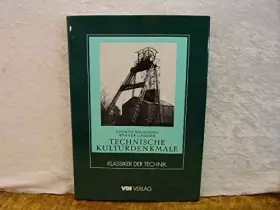 TECHNISCHE
KULTURDENKMALE
KLASSIKER DER TECHNIK
VDI VERLAG